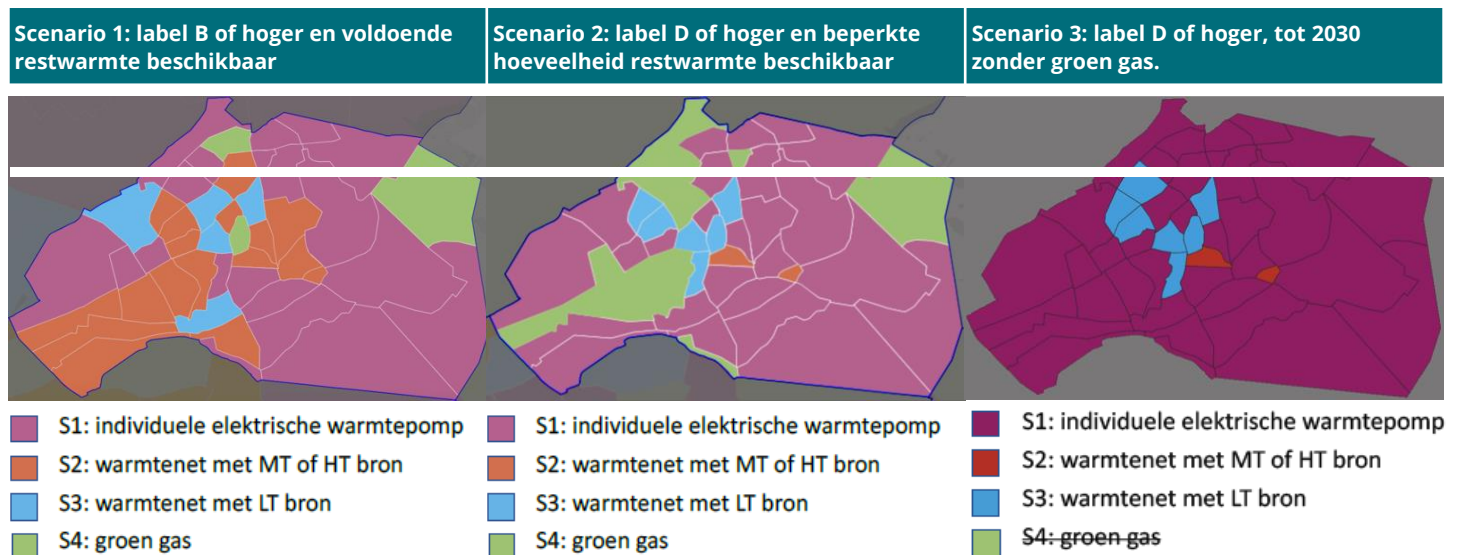 Scenario 1: label B of hoger en voldoende
restwarmte beschikbaar
Scenario 2: label D of hoger en beperkte
hoeveelheid restwarmte beschikbaar
Scenario 3: label D of hoger, tot 2030
zonder groen gas.
S1: individuele elektrische warmtepomp
S2: warmtenet met MT of HT bron
S3: warmtenet met LT bron
S4: groen gas
S1: individuele elektrische warmtepomp
S2: warmtenet met MT of HT bron
S3: warmtenet met LT bron
S4: groen gas
S1: individuele elektrische warmtepomp
S2: warmtenet met MT of HT bron
S3: warmtenet met LT bron
S4: groen gas